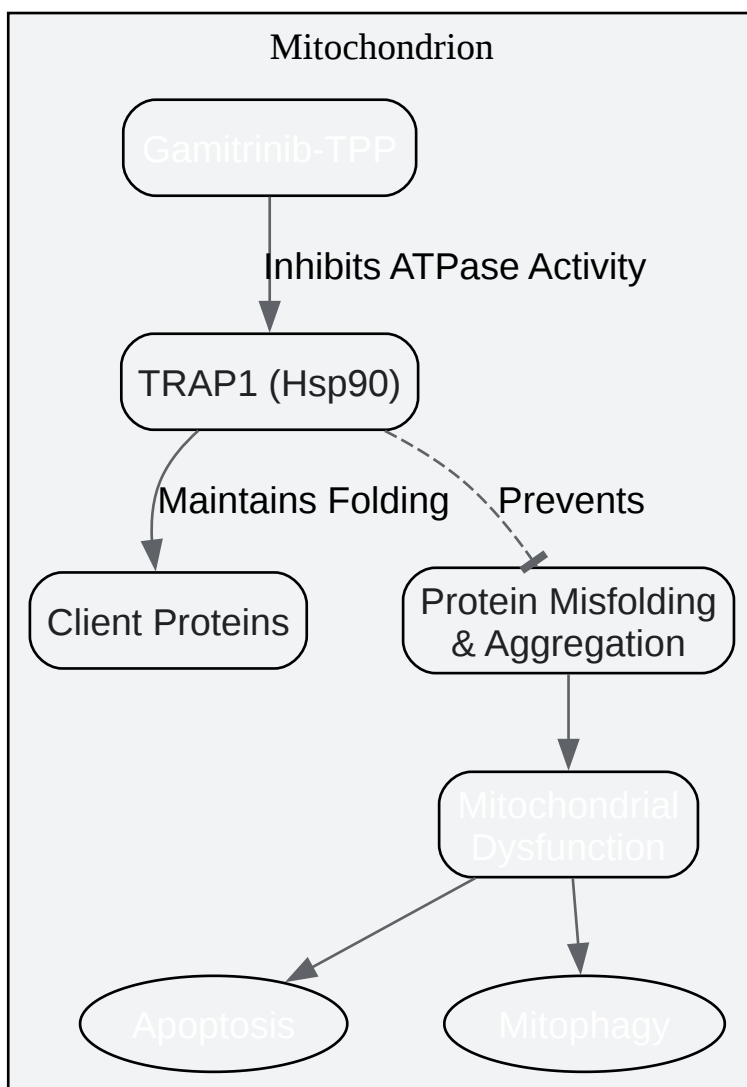 Mitochondrion
Gamitrinib-TPP
Inhibits ATPase Activity
TRAP1 (Hsp90)
Maintains Folding
Prevents
Client Proteins
Protein Misfolding
& Aggregation
Mitochondrial
Dysfunction
Apoptosis
Mitophagy